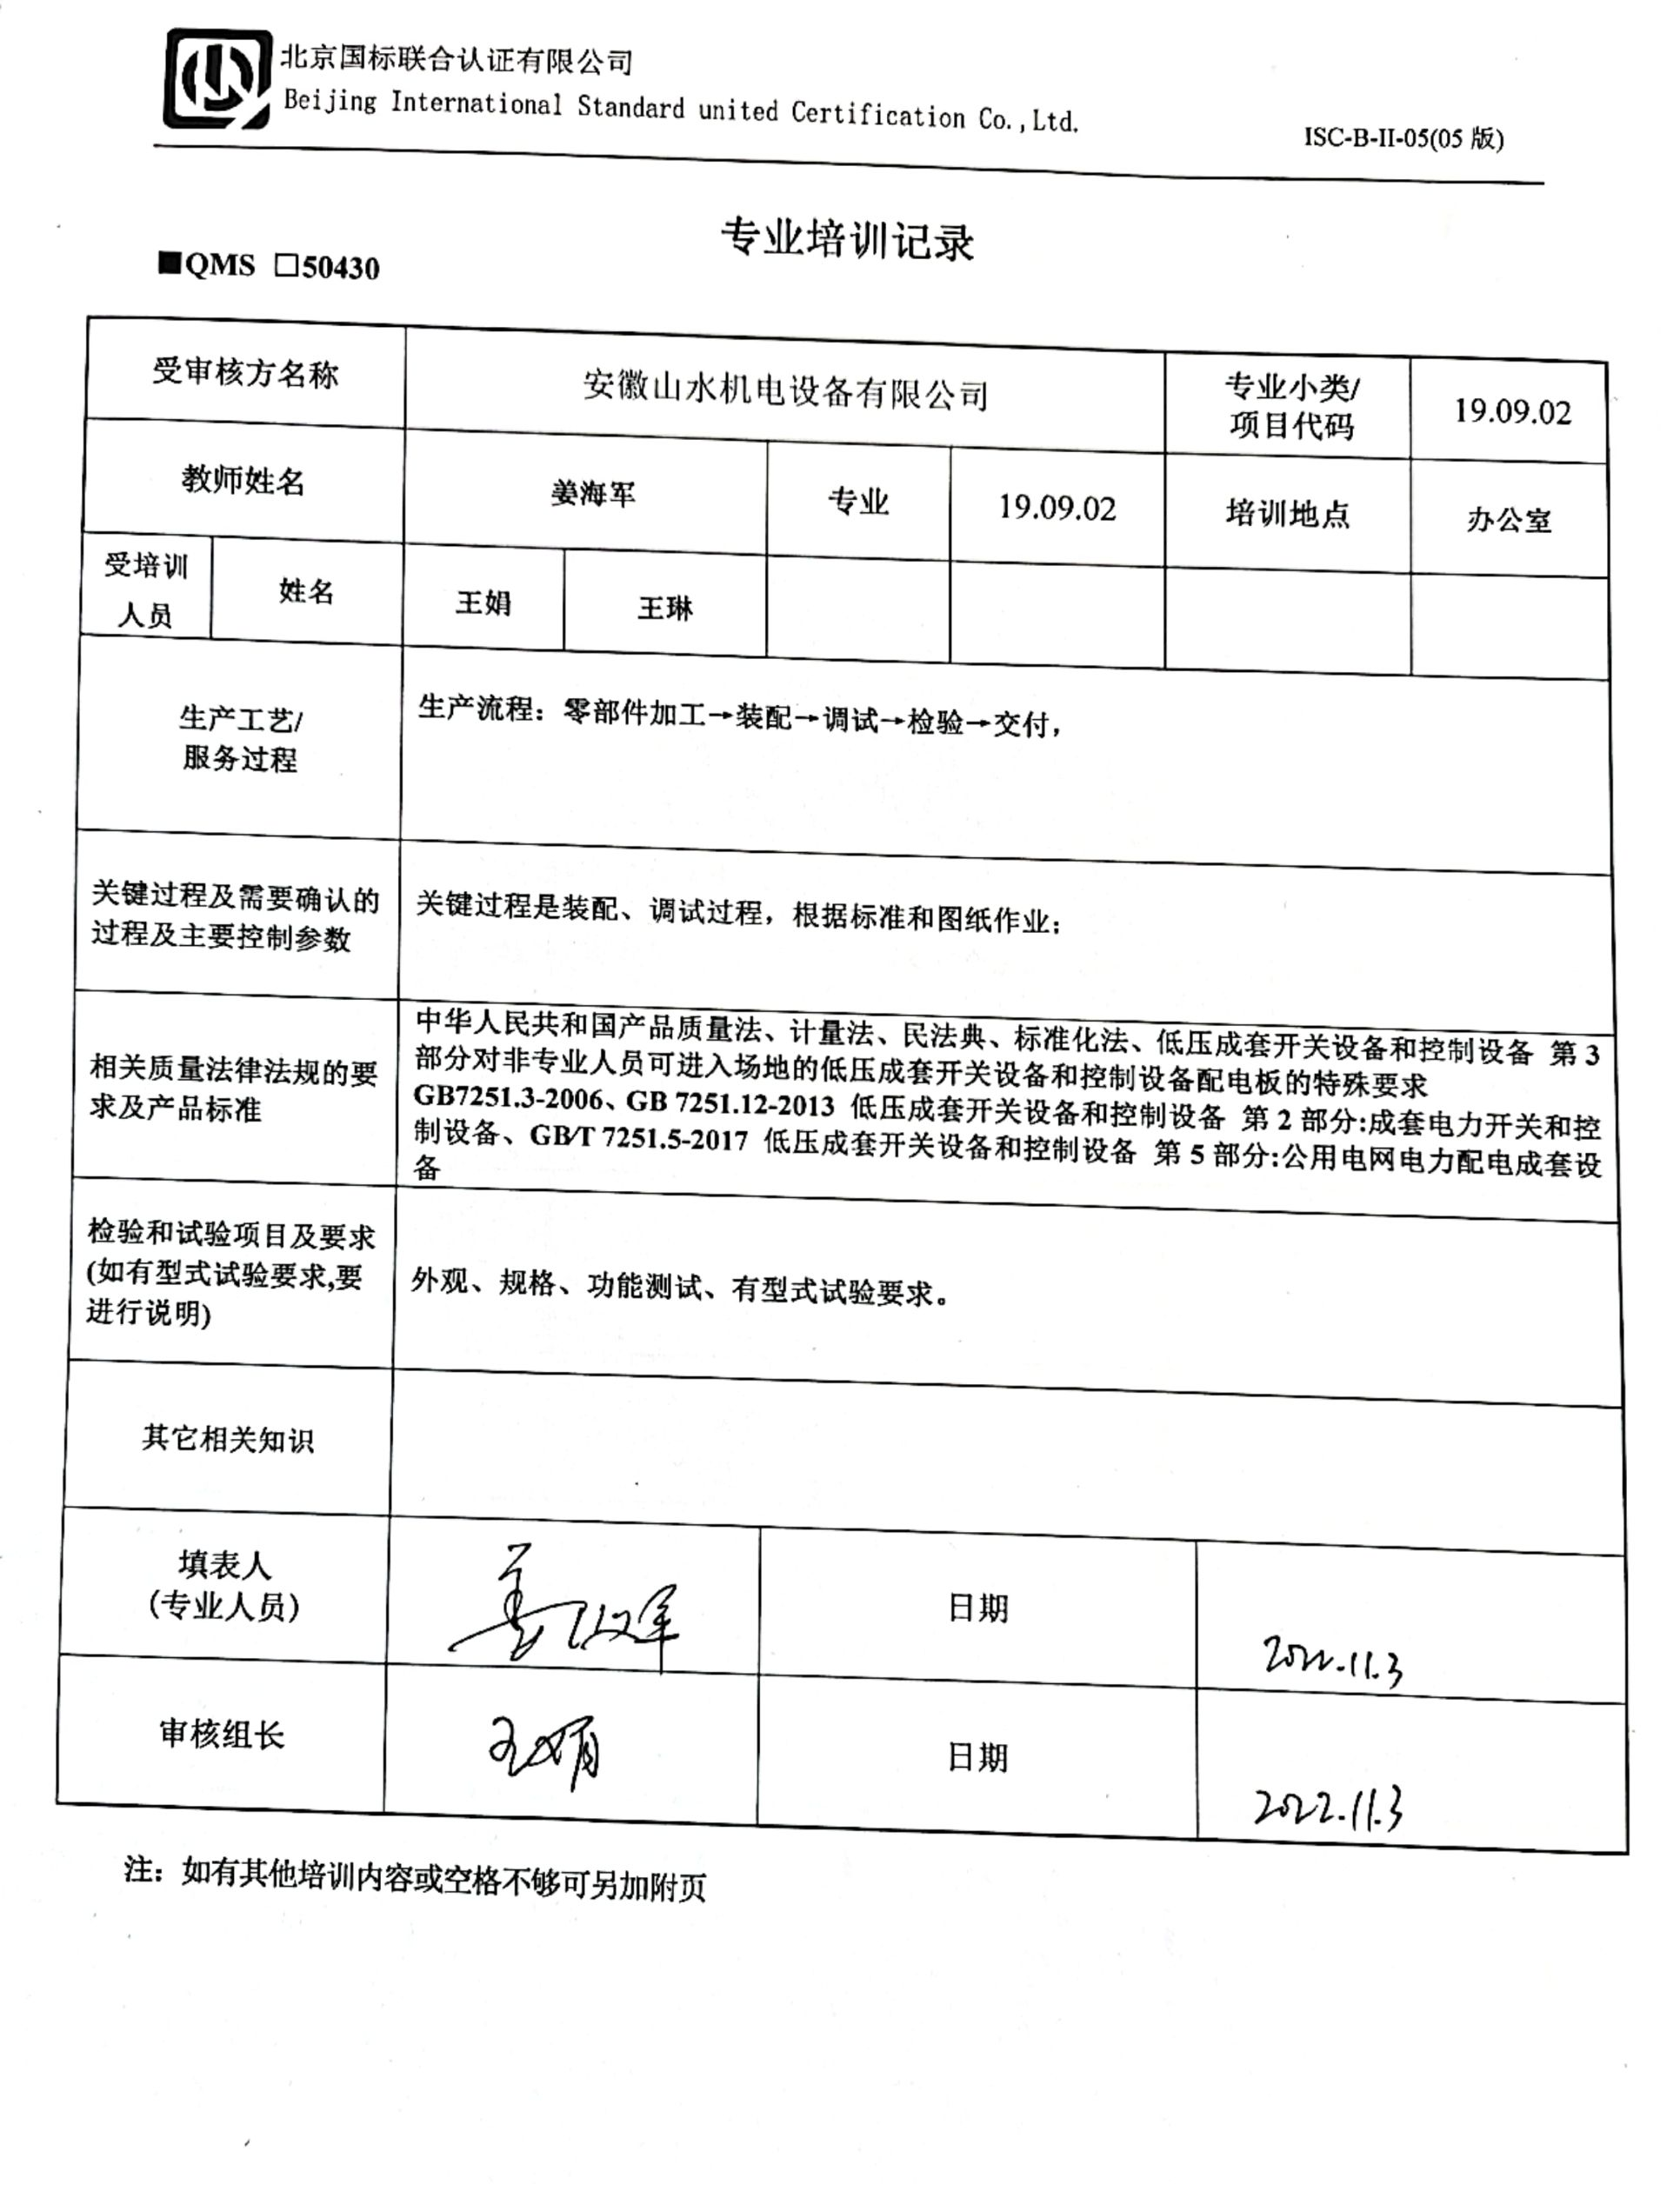 北京国标联合认证有限公司
Beijing International Standard united Certification Co.,Ltd.
ISC-B-II-05(05 版)
专业培训记录
■QMS □50430
受审核方名称
安徽山水机电设备有限公司
专业小类/
项目代码
19.09.02
教师姓名
姜海军
专业
19.09.02
培训地点
办公室
受培训
人员
姓名
王娟
王琳
生产工艺/
服务过程
生产流程：零部件加工→装配→调试→检验→交付，
关键过程及需要确认的
过程及主要控制参数
关键过程是装配、调试过程，根据标准和图纸作业；
相关质量法律法规的要
求及产品标准
中华人民共和国产品质量法、计量法、民法典、标准化法、低压成套开关设备和控制设备 第 3
部分对非专业人员可进入场地的低压成套开关设备和控制设备配电板的特殊要求
GB7251.3-2006、GB 7251.12-2013 低压成套开关设备和控制设备 第 2 部分:成套电力开关和控
制设备、GB/T 7251.5-2017 低压成套开关设备和控制设备 第 5 部分:公用电网电力配电成套设
备
检验和试验项目及要求
(如有型式试验要求,要
进行说明)
外观、规格、功能测试、有型式试验要求。
其它相关知识
填表人
（专业人员）
姜海军
日期
2022.11.3
审核组长
王娟
日期
2022.11.3
注：如有其他培训内容或空格不够可另加附页